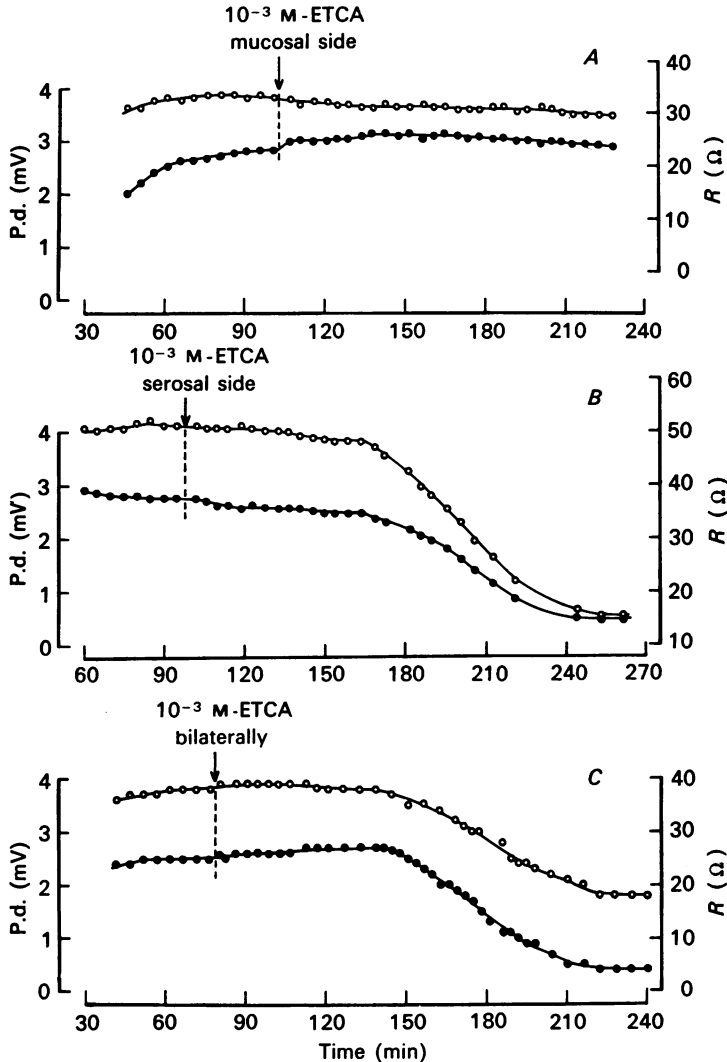 10⁻³ M-ETCA
mucosal side
A
P.d. (mV)
4
3
2
1
0
R (Ω)
40
30
20
10
0
30 60 90 120 150 180 210 240
10⁻³ M-ETCA
serosal side
B
P.d. (mV)
4
3
2
1
0
R (Ω)
60
50
40
30
20
10
60 90 120 150 180 210 240 270
10⁻³ M-ETCA
bilaterally
C
P.d. (mV)
4
3
2
1
0
R (Ω)
40
30
20
10
0
30 60 90 120 150 180 210 240
Time (min)